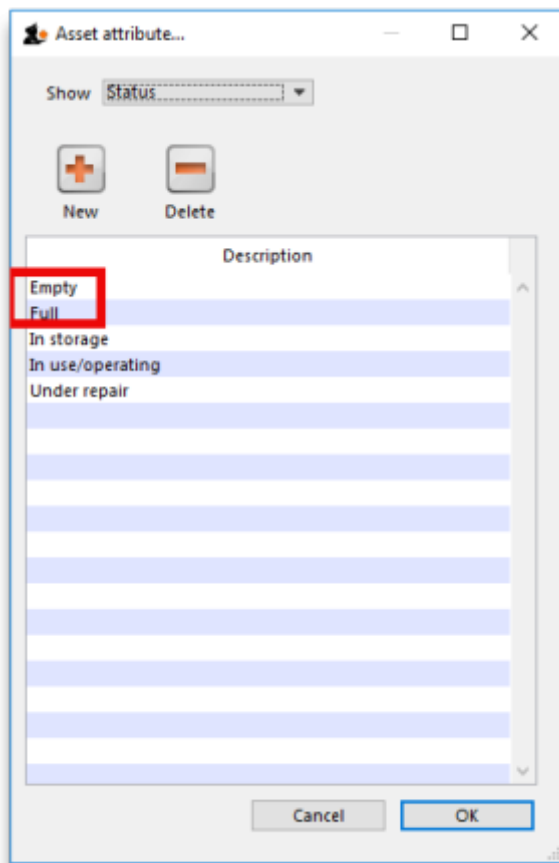 Asset attribute...
Show Status
New Delete
Description
Empty
Full
In storage
In use/operating
Under repair
Cancel OK